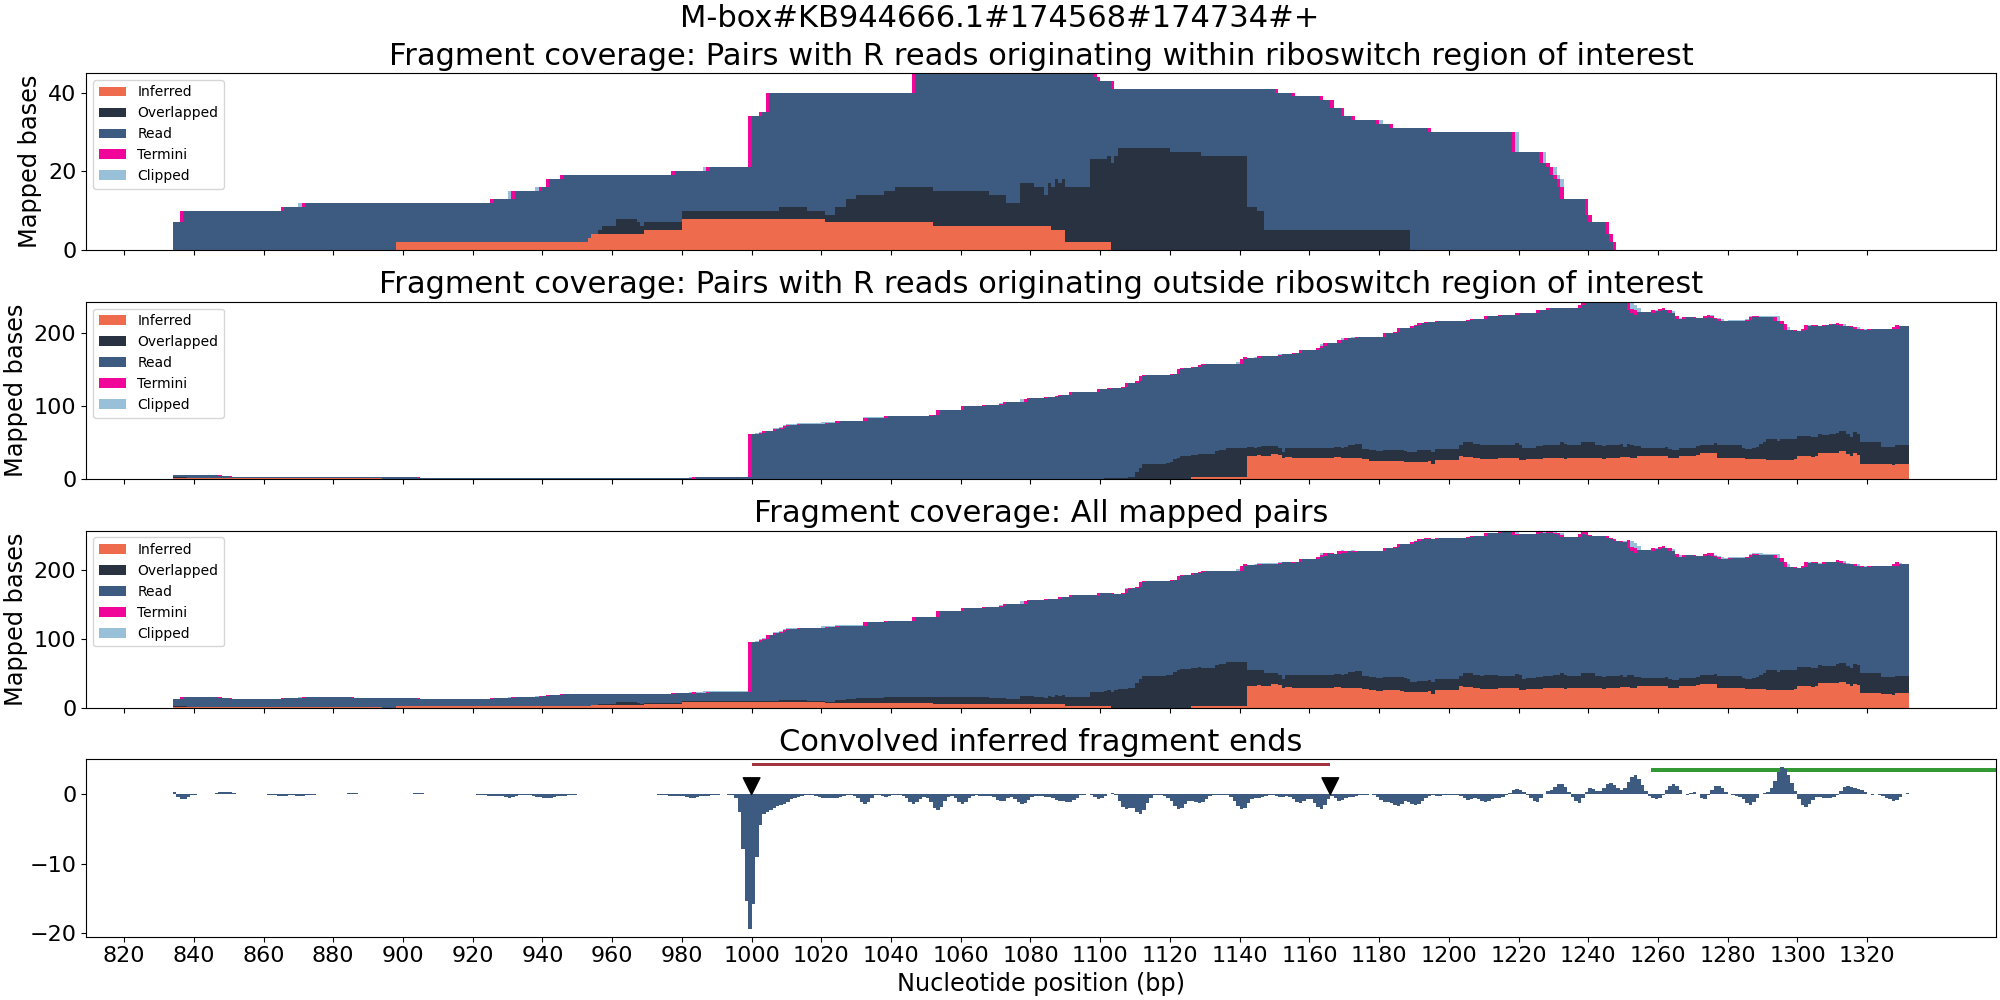 M-box#KB944666.1#174568#174734#+
Fragment coverage: Pairs with R reads originating within riboswitch region of interest
Mapped bases
40
20
0
Inferred
Overlapped
Read
Termini
Clipped
Fragment coverage: Pairs with R reads originating outside riboswitch region of interest
Mapped bases
200
100
0
Inferred
Overlapped
Read
Termini
Clipped
Fragment coverage: All mapped pairs
Mapped bases
200
100
0
Inferred
Overlapped
Read
Termini
Clipped
Convolved inferred fragment ends
0
−10
−20
820 840 860 880 900 920 940 960 980 1000 1020 1040 1060 1080 1100 1120 1140 1160 1180 1200 1220 1240 1260 1280 1300 1320
Nucleotide position (bp)